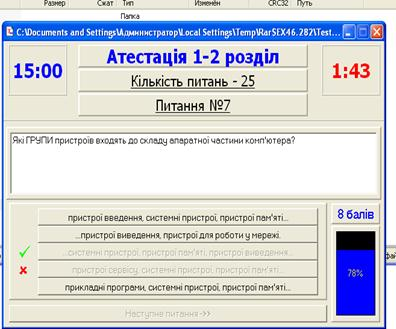 Размер Сжат Тип Изменён CRC32 Путь
Папка
C:\Documents and Settings\Администратор\Local Settings\Temp\RarSFX46.282\Test...
15:00
Атестація 1-2 розділ
1:43
Кількість питань - 25
Питання №7
Які ГРУПИ пристроїв входять до складу апаратної частини комп'ютера?
пристрої введення, системні пристрої, пристрої пам'яті...
8 балів
...пристрої виведення, пристрої для роботи у мережі.
...системні пристрої, пристрої пам'яті, пристрої виведення...
пристрої сервісу, системні пристрої, пристрої пам'яті...
78%
прикладні програми, системні пристрої, пристрої пам'яті...
Наступне питання ->>